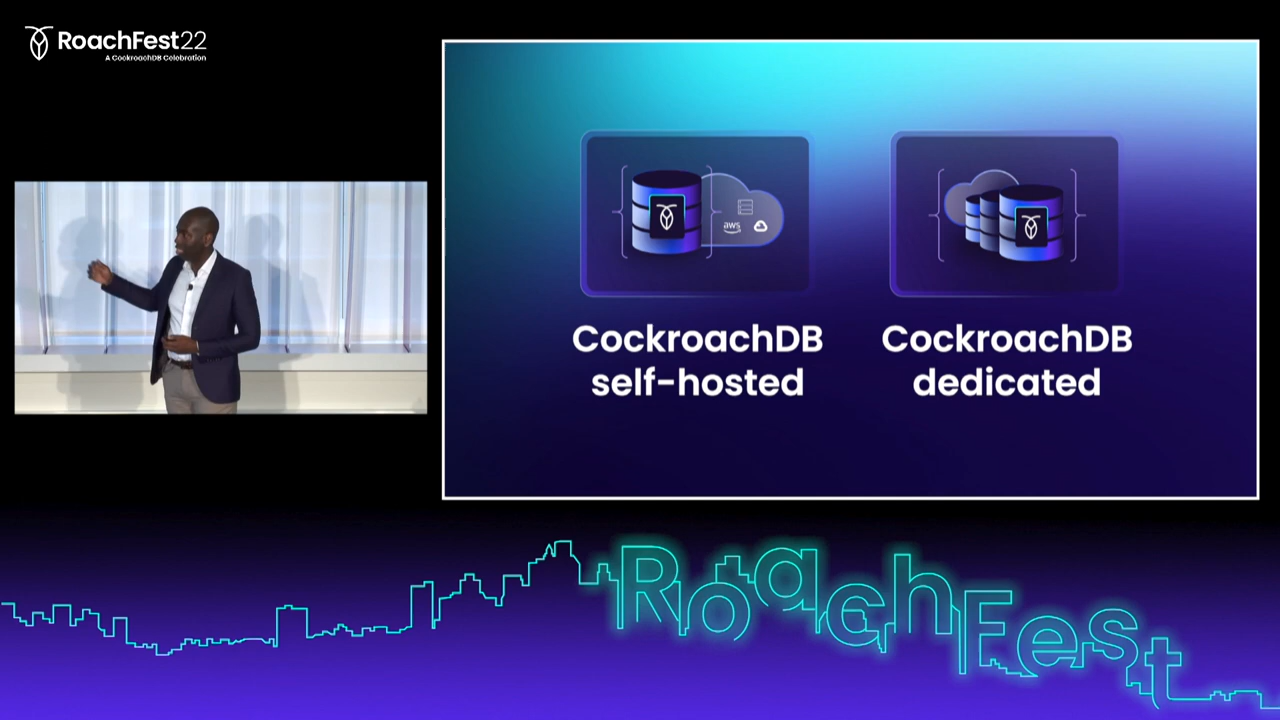 RoachFest22
A CockroachDB Celebration
aws
CockroachDB
self-hosted
CockroachDB
dedicated
RoachFest